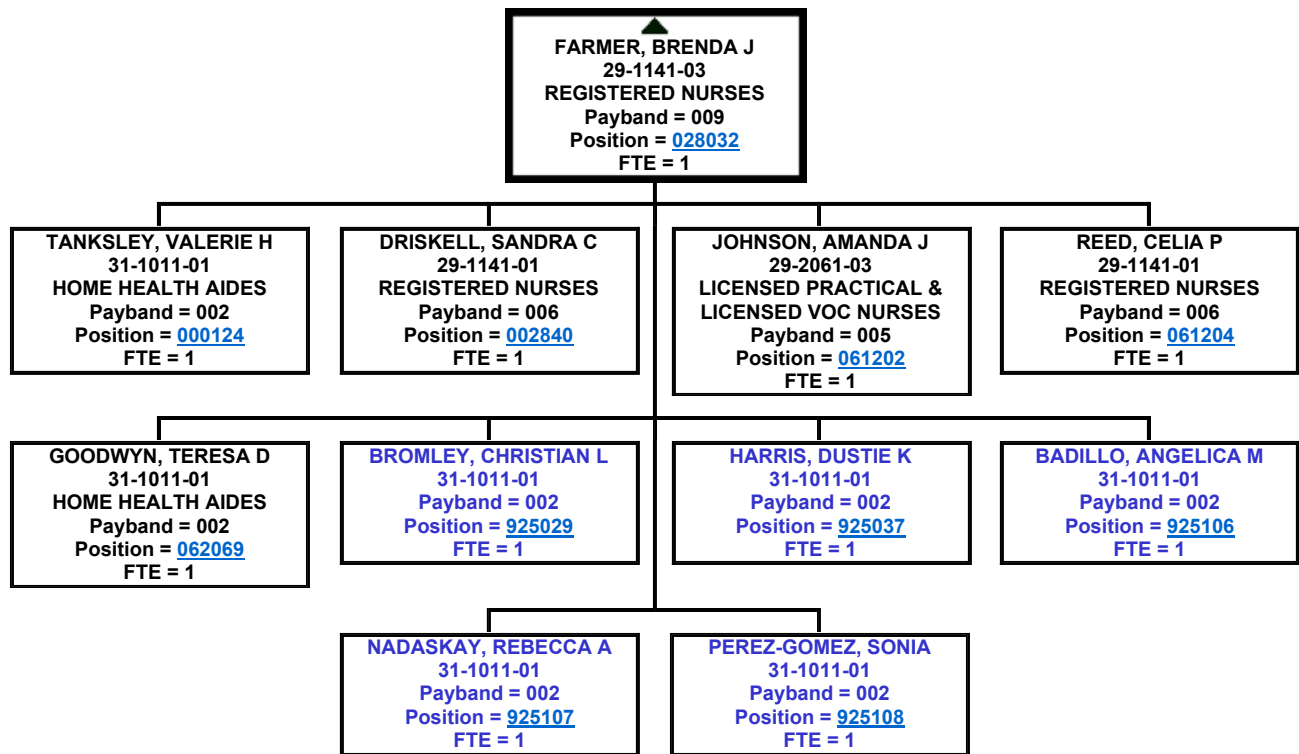 FARMER, BRENDA J
29-1141-03
REGISTERED NURSES
Payband = 009
Position = 028032
FTE = 1
TANKSLEY, VALERIE H
31-1011-01
HOME HEALTH AIDES
Payband = 002
Position = 000124
FTE = 1
DRISKELL, SANDRA C
29-1141-01
REGISTERED NURSES
Payband = 006
Position = 002840
FTE = 1
JOHNSON, AMANDA J
29-2061-03
LICENSED PRACTICAL &
LICENSED VOC NURSES
Payband = 005
Position = 061202
FTE = 1
REED, CELIA P
29-1141-01
REGISTERED NURSES
Payband = 006
Position = 061204
FTE = 1
GOODWYN, TERESA D
31-1011-01
HOME HEALTH AIDES
Payband = 002
Position = 062069
FTE = 1
BROMLEY, CHRISTIAN L
31-1011-01
Payband = 002
Position = 925029
FTE = 1
HARRIS, DUSTIE K
31-1011-01
Payband = 002
Position = 925037
FTE = 1
BADILLO, ANGELICA M
31-1011-01
Payband = 002
Position = 925106
FTE = 1
NADASKAY, REBECCA A
31-1011-01
Payband = 002
Position = 925107
FTE = 1
PEREZ-GOMEZ, SONIA
31-1011-01
Payband = 002
Position = 925108
FTE = 1